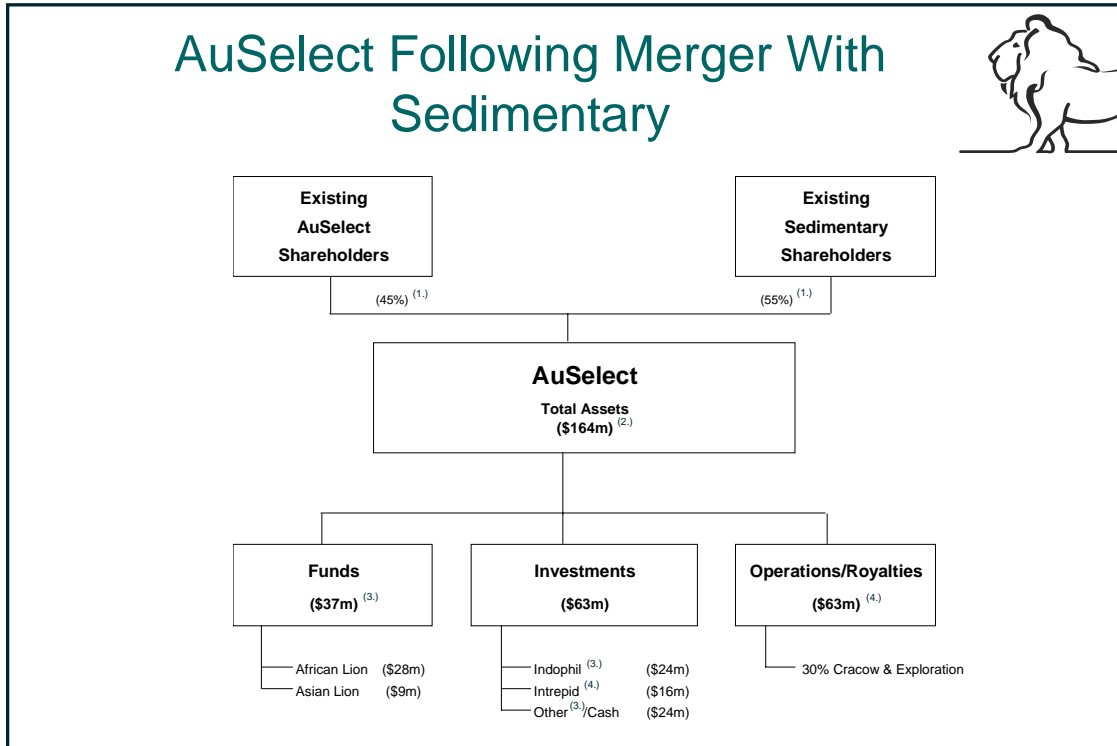 AuSelect Following Merger With
Sedimentary
Existing
AuSelect
Shareholders
Existing
Sedimentary
Shareholders
(45%) (1.)
(55%) (1.)
AuSelect
Total Assets
($164m) (2.)
Funds
($37m) (3.)
Investments
($63m)
Operations/Royalties
($63m) (4.)
African Lion ($28m)
Asian Lion ($9m)
Indophil (3.) ($24m)
Intrepid (4.) ($16m)
Other (3.)/Cash ($24m)
30% Cracow & Exploration